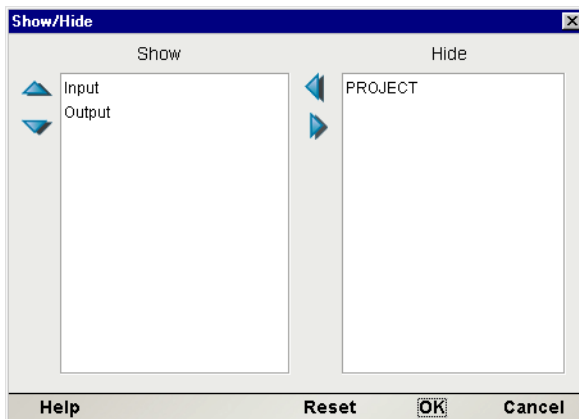 Show/Hide
Show
Hide
Input
Output
PROJECT
Help
Reset
OK
Cancel